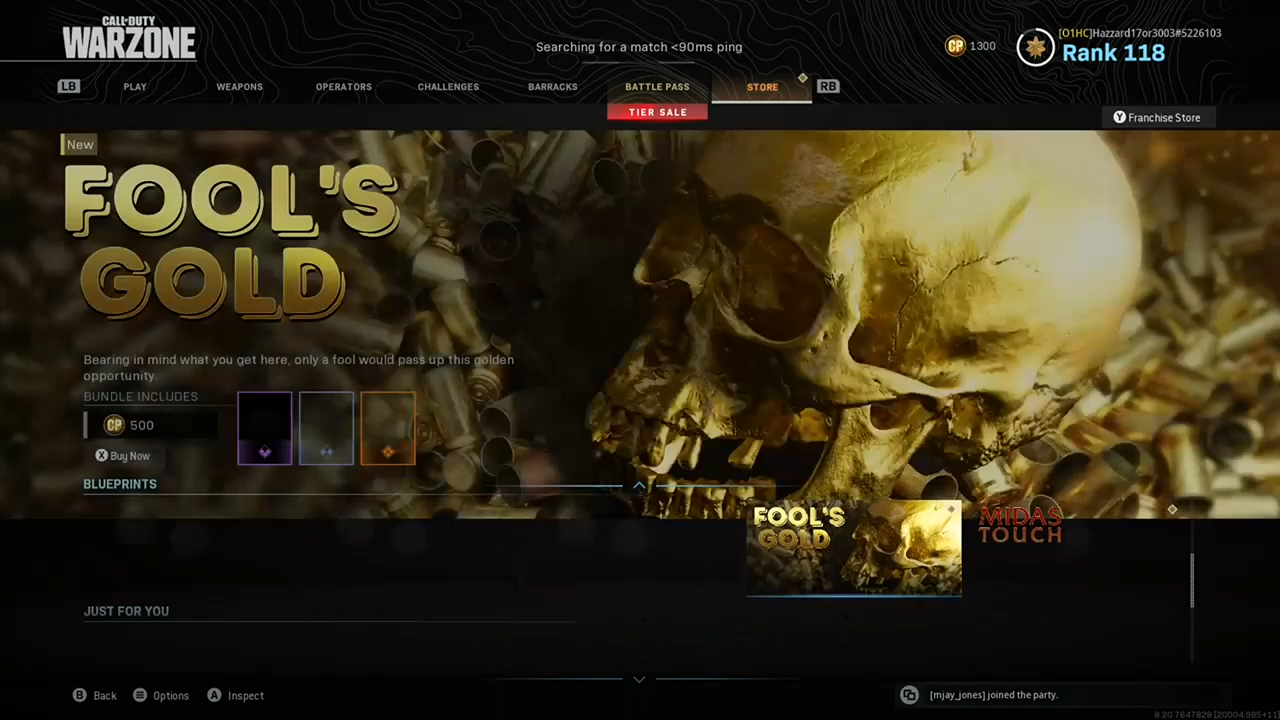 CALL OF DUTY
WARZONE
Searching for a match <90ms ping
CP 1300
[O1HC]Hazzard17or3003#5226103
Rank 118
LB
PLAY
WEAPONS
OPERATORS
CHALLENGES
BARRACKS
BATTLE PASS
STORE
RB
TIER SALE
Y Franchise Store
New
FOOL'S
GOLD
Bearing in mind what you get here, only a fool would pass up this golden
opportunity.
BUNDLE INCLUDES
CP 500
X Buy Now
BLUEPRINTS
FOOL'S
GOLD
MIDAS
TOUCH
JUST FOR YOU
B Back
Options
A Inspect
[mjay_jones] joined the party.